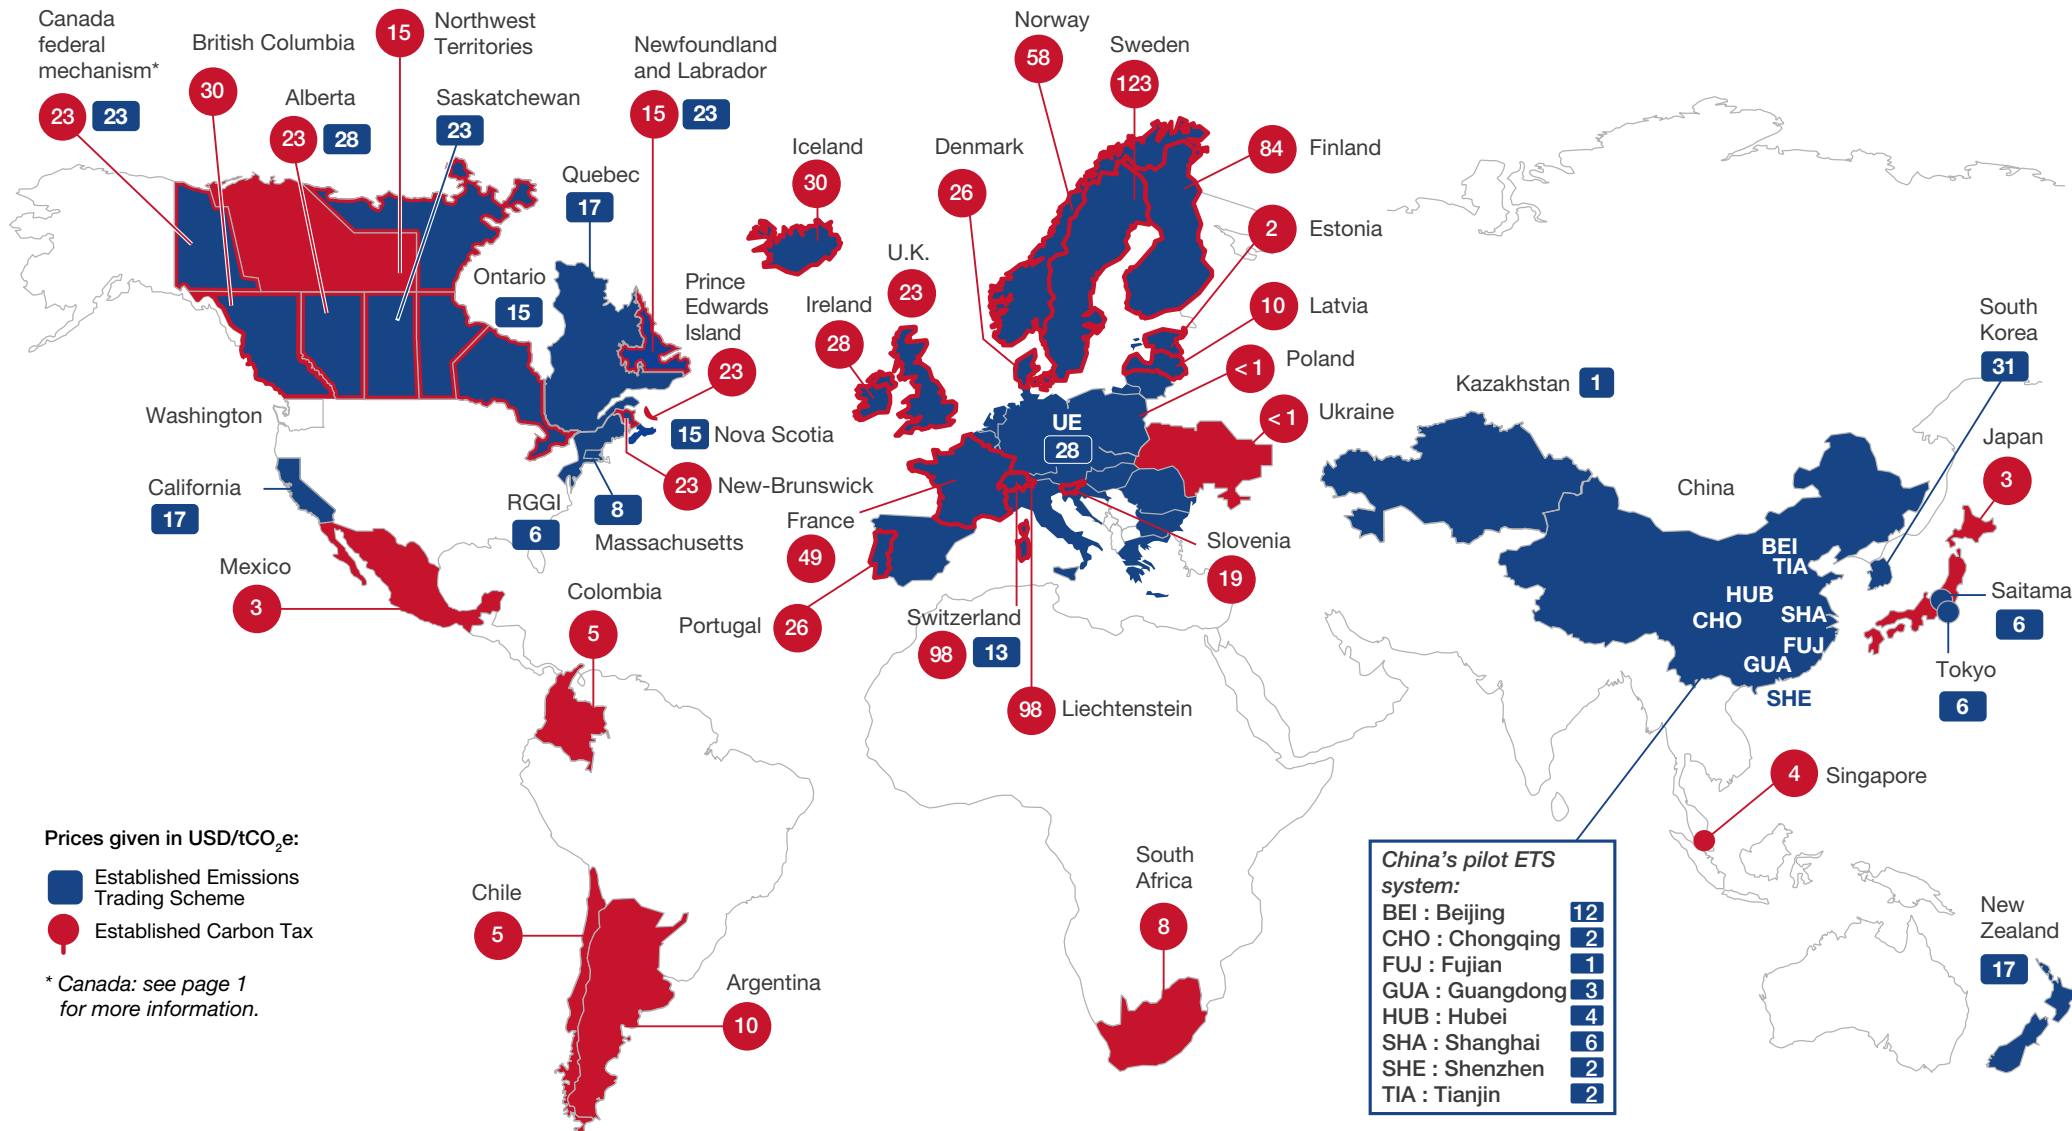 Canada
federal
mechanism*
23 23
British Columbia
30
15
Northwest
Territories
Alberta
23 28
Saskatchewan
23
Newfoundland
and Labrador
15 23
Quebec
17
Ontario
15
Prince
Edwards
Island
23
15 Nova Scotia
23 New-Brunswick
Washington
California
17
RGGI
6
8
Massachusetts
Mexico
3
Colombia
5
Chile
5
Argentina
10
Iceland
30
Norway
58
Sweden
123
Denmark
26
84 Finland
2 Estonia
10 Latvia
U.K.
23
Ireland
28
< 1 Poland
< 1 Ukraine
UE
28
France
49
Portugal 26
Switzerland
98 13
98 Liechtenstein
Slovenia
19
South
Africa
8
Kazakhstan 1
South
Korea
31
China
Japan
3
BEI
TIA
HUB
CHO
SHA
FUJ
GUA
SHE
Saitama
6
Tokyo
6
4 Singapore
New
Zealand
17
China's pilot ETS
system:
BEI : Beijing 12
CHO : Chongqing 2
FUJ : Fujian 1
GUA : Guangdong 3
HUB : Hubei 4
SHA : Shanghai 6
SHE : Shenzhen 2
TIA : Tianjin 2
Prices given in USD/tCO₂e:
Established Emissions
Trading Scheme
Established Carbon Tax
* Canada: see page 1
for more information.